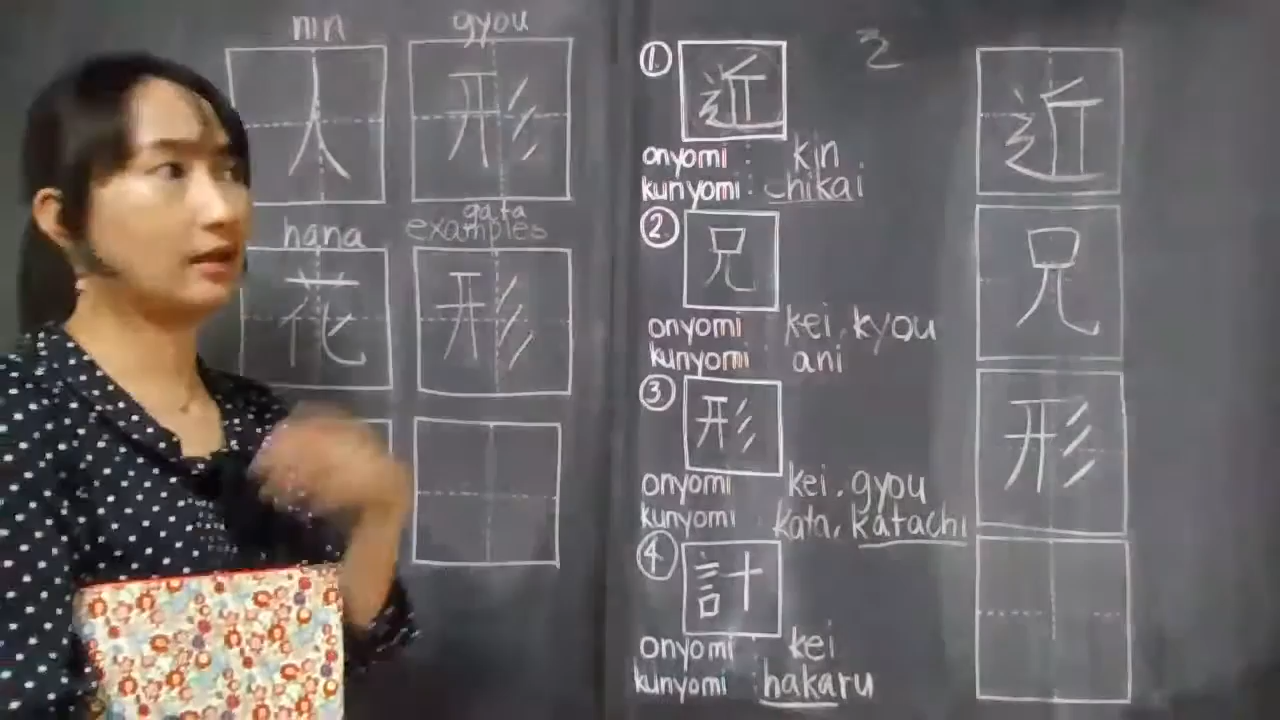 nin gyou
人 形
hana gata
examples
花 形
2
① 近
onyomi : kin
kunyomi : chikai
② 兄
onyomi kei, kyou
kunyomi ani
③ 形
onyomi kei, gyou
kunyomi : kata, katachi
④ 計
onyomi : kei
kunyomi : hakaru
近
兄
形